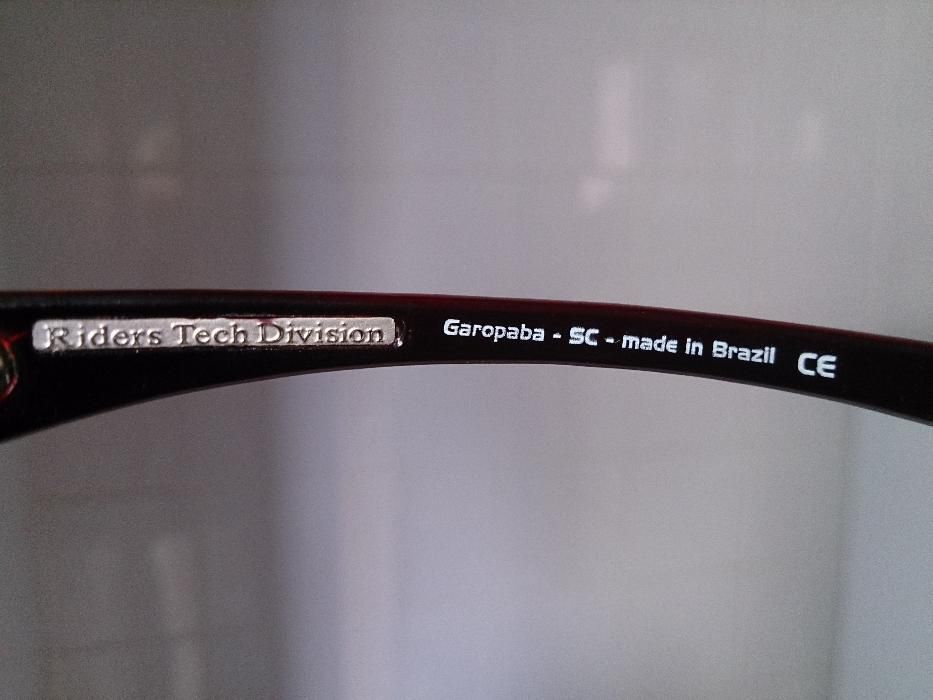 Riders Tech Division
Garopaba - SC - made in Brazil CE